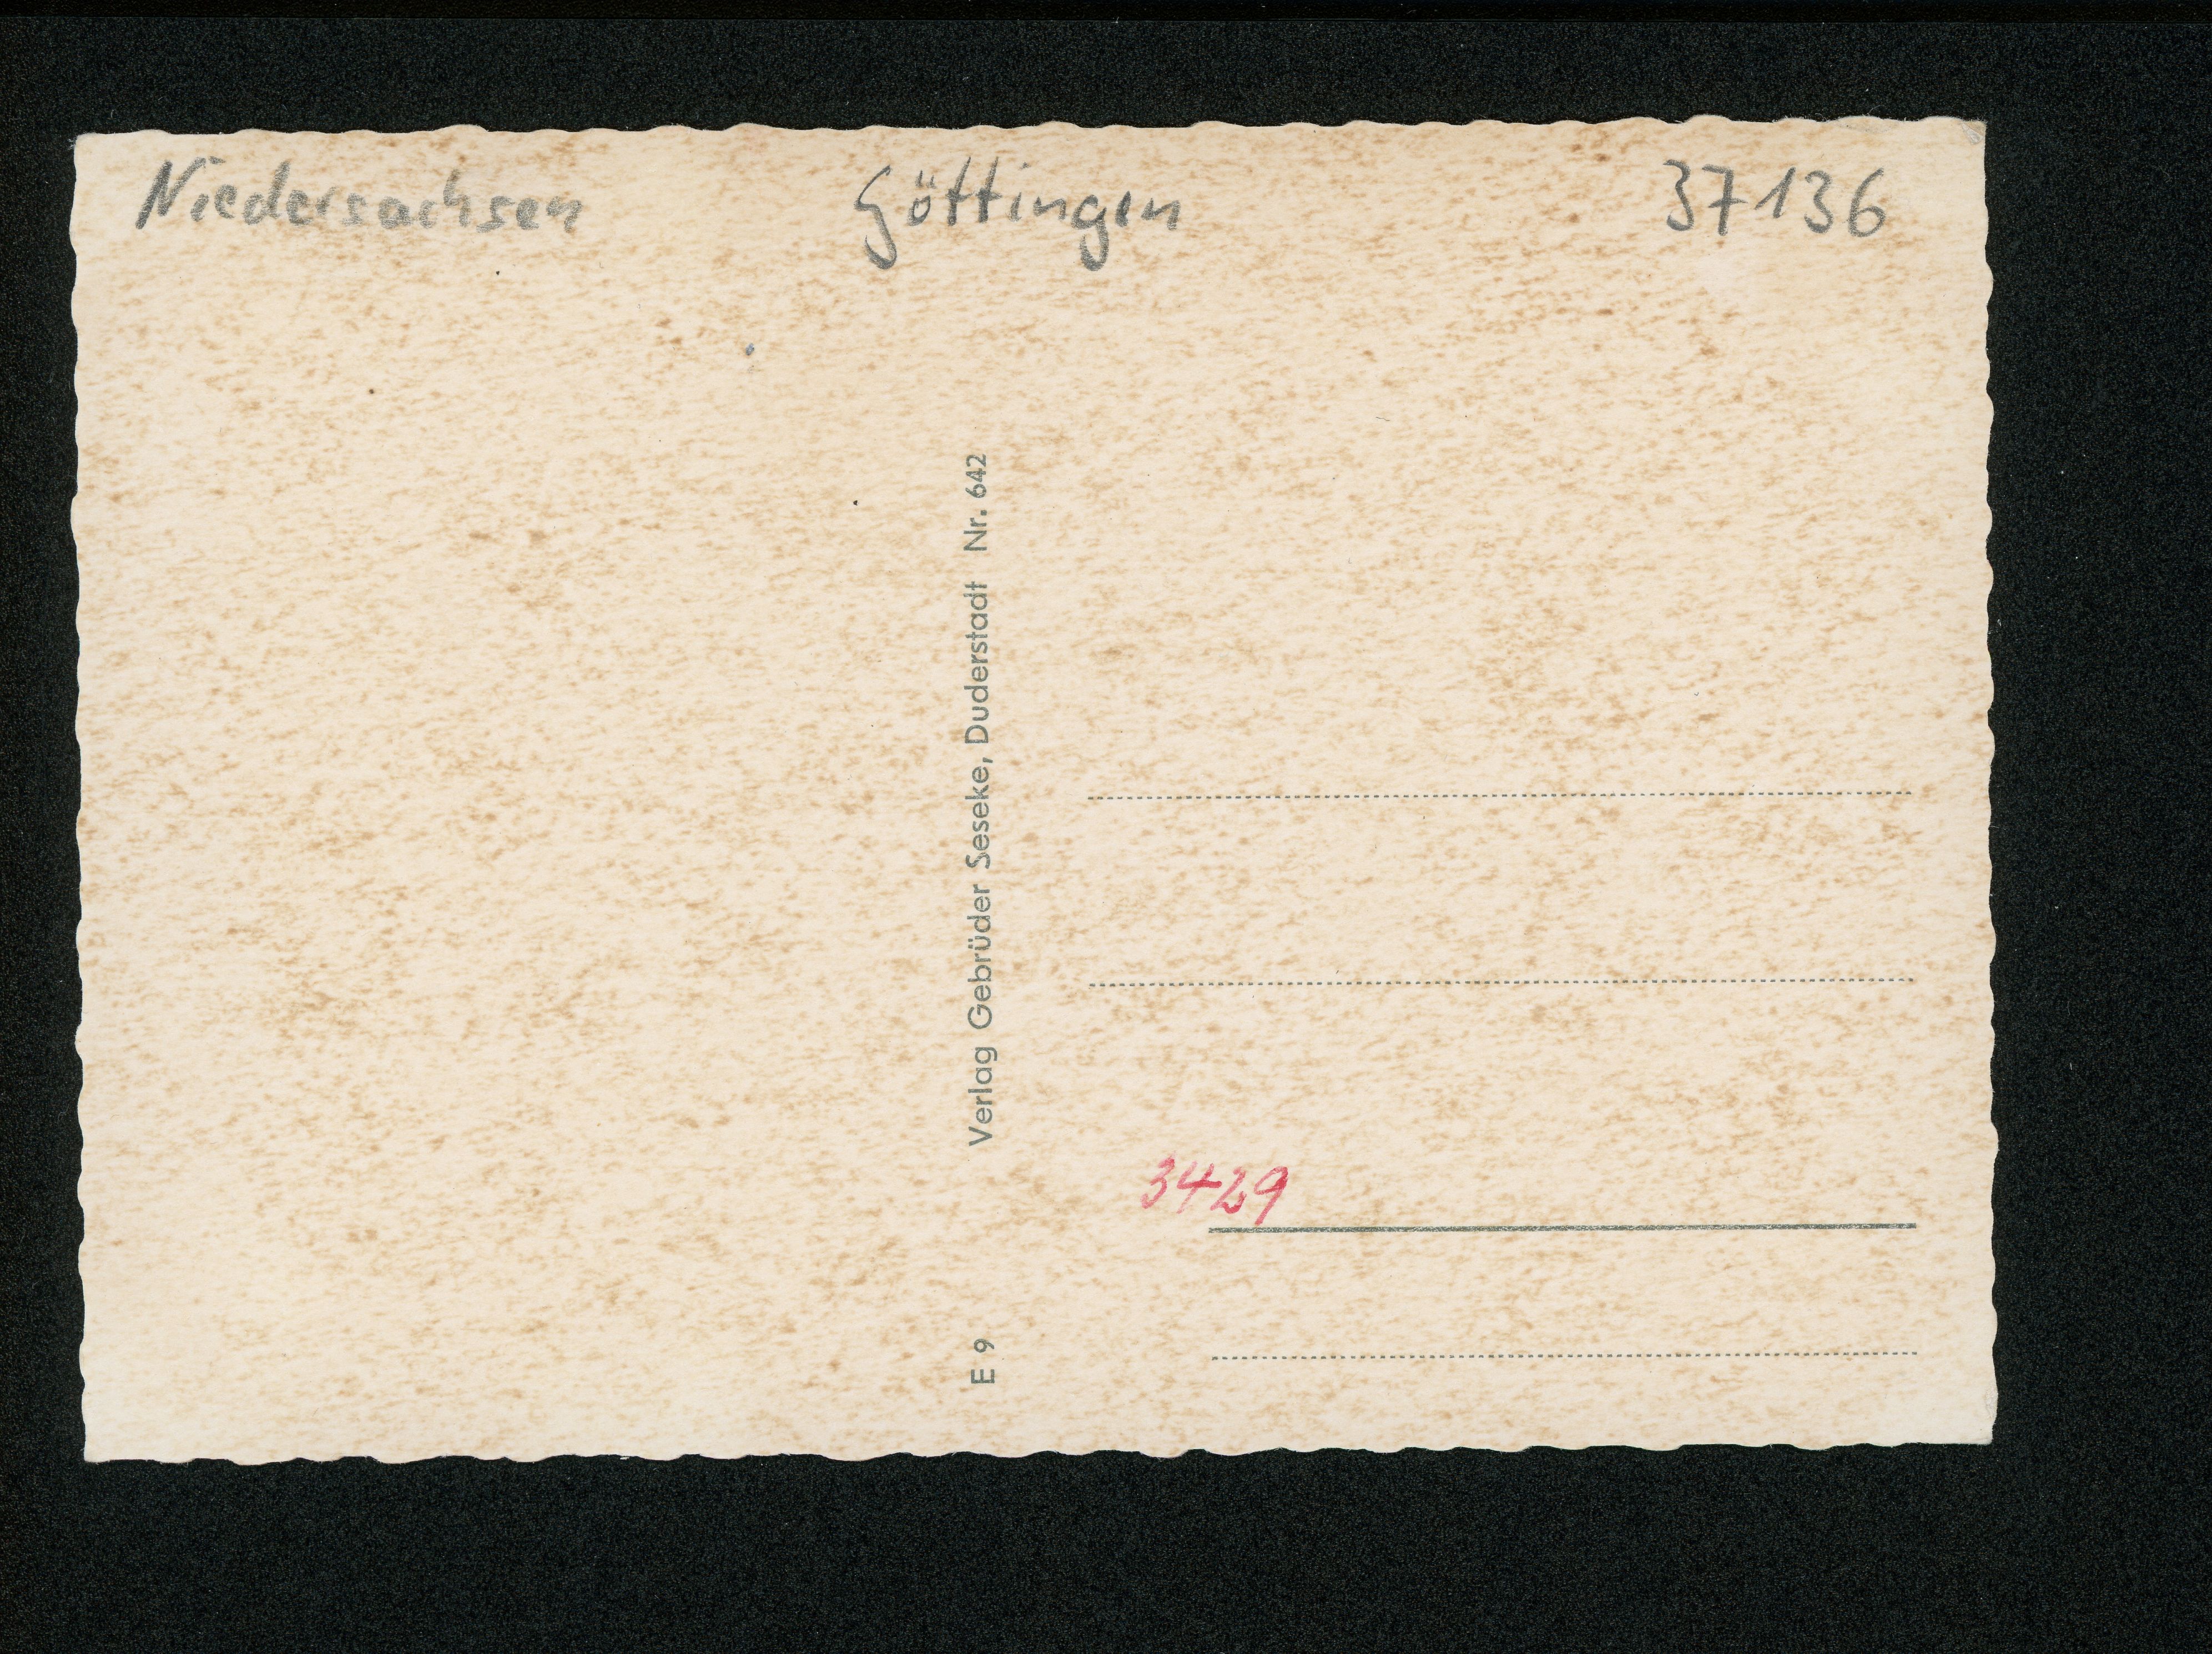 Niedersachsen Göttingen 37136
Verlag Gebrüder Seseke, Duderstadt Nr. 642
E 9
3429